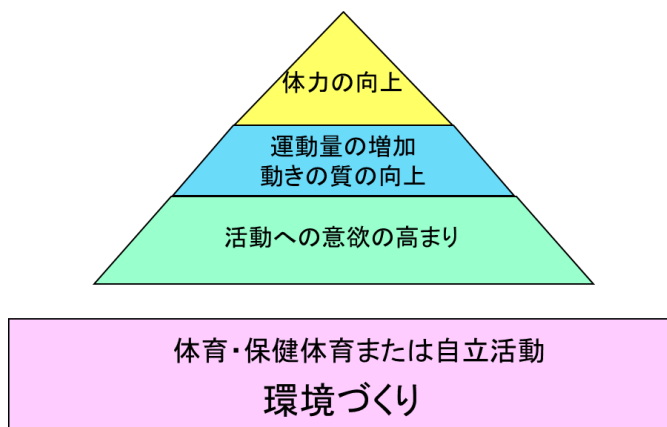 体力の向上
運動量の増加
動きの質の向上
活動への意欲の高まり
体育・保健体育または自立活動
環境づくり